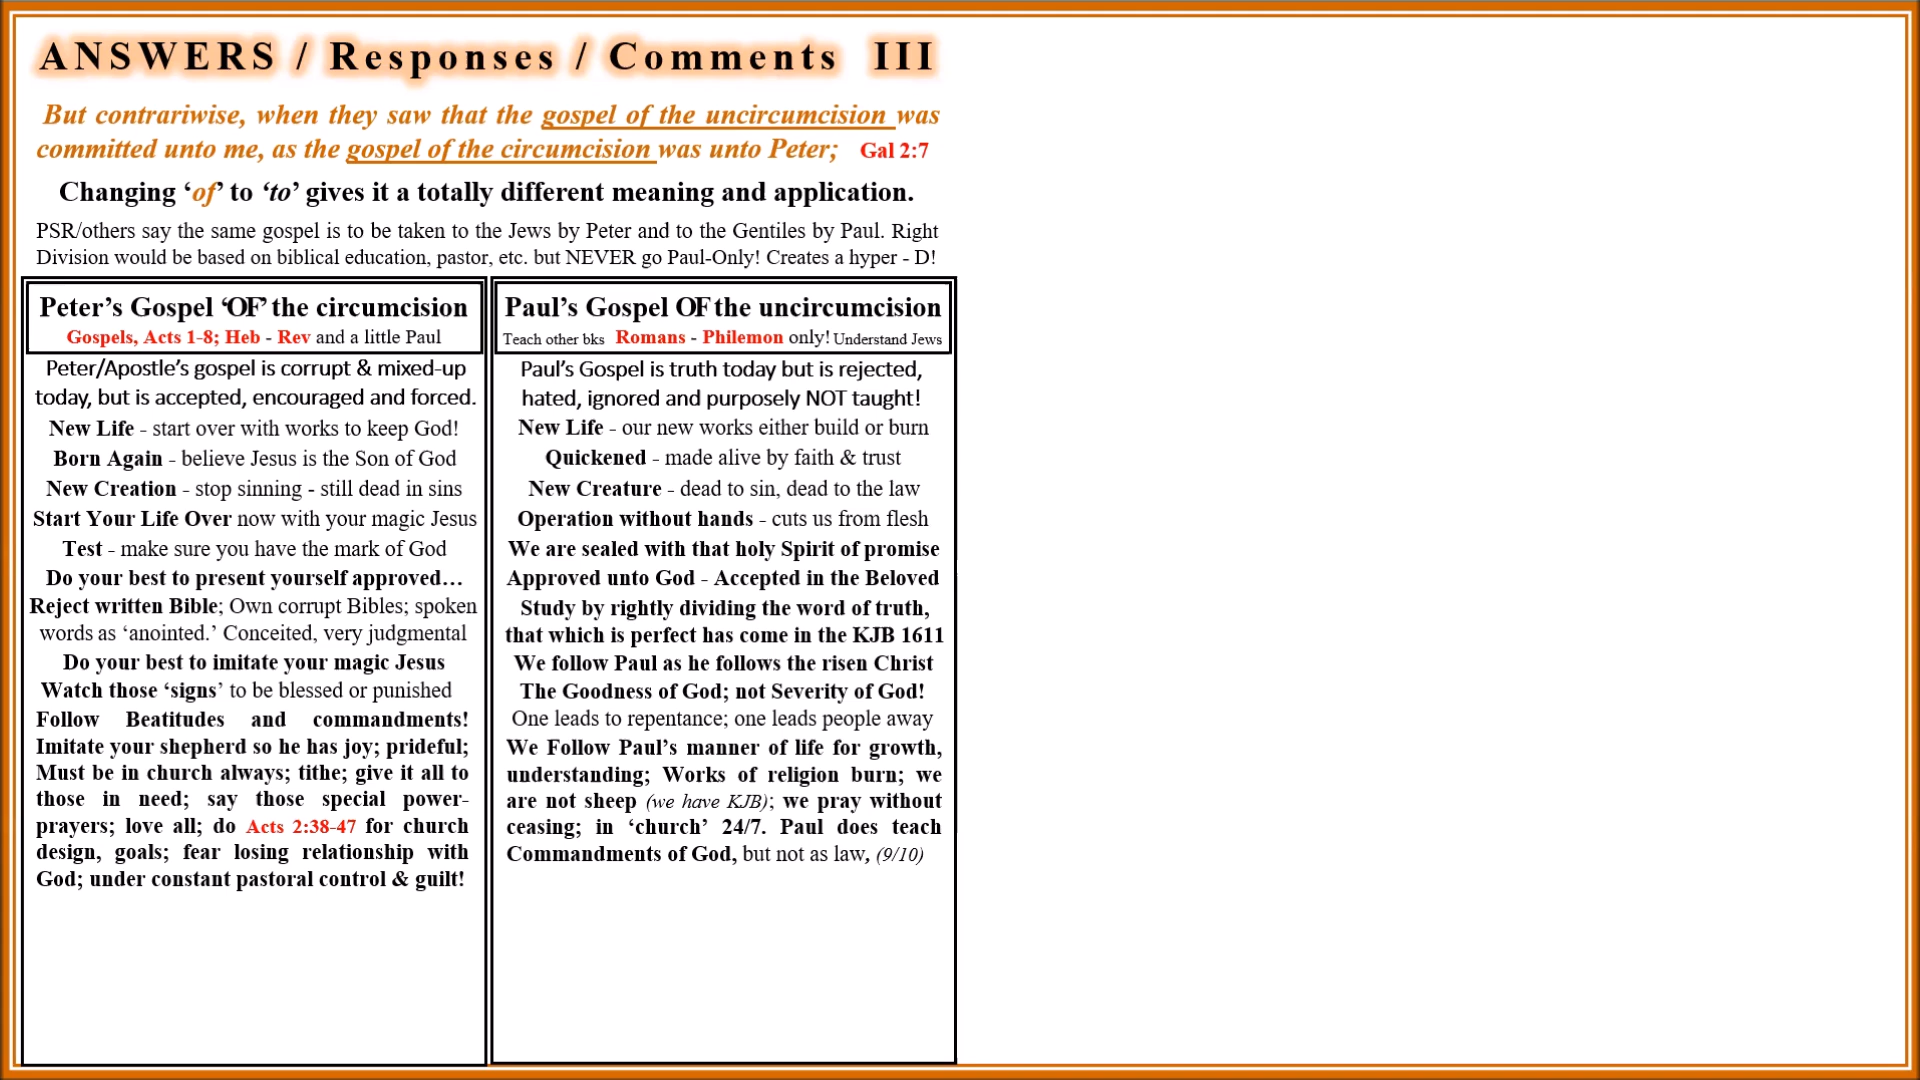 ANSWERS / Responses / Comments III
But contrariwise, when they saw that the gospel of the uncircumcision was
committed unto me, as the gospel of the circumcision was unto Peter; Gal 2:7
Changing ‘of’ to ‘to’ gives it a totally different meaning and application.
PSR/others say the same gospel is to be taken to the Jews by Peter and to the Gentiles by Paul. Right
Division would be based on biblical education, pastor, etc. but NEVER go Paul-Only! Creates a hyper - D!
Peter’s Gospel ‘OF’ the circumcision
Gospels, Acts 1-8; Heb - Rev and a little Paul
Peter/Apostle’s gospel is corrupt & mixed-up
today, but is accepted, encouraged and forced.
New Life - start over with works to keep God!
Born Again - believe Jesus is the Son of God
New Creation - stop sinning - still dead in sins
Start Your Life Over now with your magic Jesus
Test - make sure you have the mark of God
Do your best to present yourself approved…
Reject written Bible; Own corrupt Bibles; spoken
words as ‘anointed.’ Conceited, very judgmental
Do your best to imitate your magic Jesus
Watch those ‘signs’ to be blessed or punished
Follow Beatitudes and commandments!
Imitate your shepherd so he has joy; prideful;
Must be in church always; tithe; give it all to
those in need; say those special power-
prayers; love all; do Acts 2:38-47 for church
design, goals; fear losing relationship with
God; under constant pastoral control & guilt!
Paul’s Gospel OF the uncircumcision
Teach other bks Romans - Philemon only! Understand Jews
Paul’s Gospel is truth today but is rejected,
hated, ignored and purposely NOT taught!
New Life - our new works either build or burn
Quickened - made alive by faith & trust
New Creature - dead to sin, dead to the law
Operation without hands - cuts us from flesh
We are sealed with that holy Spirit of promise
Approved unto God - Accepted in the Beloved
Study by rightly dividing the word of truth,
that which is perfect has come in the KJB 1611
We follow Paul as he follows the risen Christ
The Goodness of God; not Severity of God!
One leads to repentance; one leads people away
We Follow Paul’s manner of life for growth,
understanding; Works of religion burn; we
are not sheep (we have KJB); we pray without
ceasing; in ‘church’ 24/7. Paul does teach
Commandments of God, but not as law, (9/10)